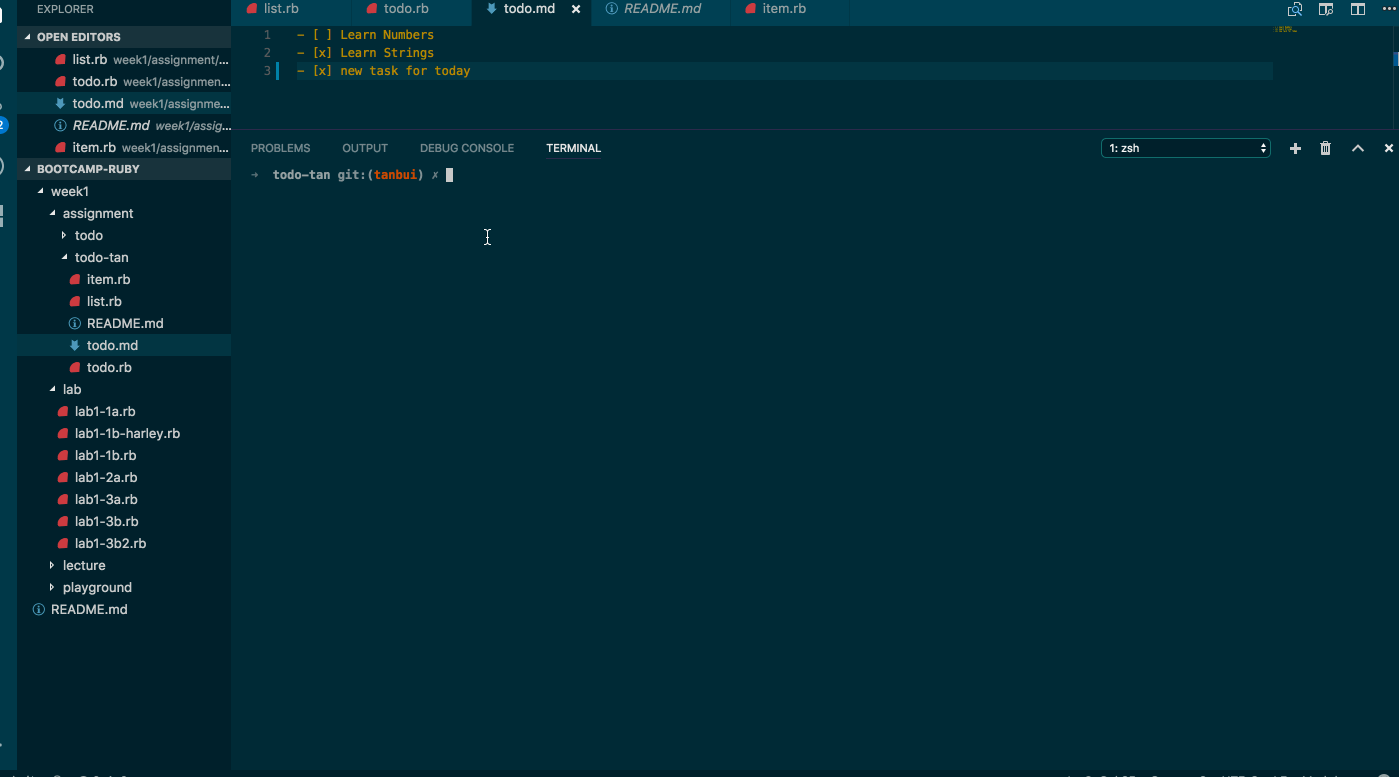 EXPLORER
OPEN EDITORS
list.rb week1/assignment/...
todo.rb week1/assignmen...
todo.md week1/assignme...
README.md week1/assig...
item.rb week1/assignmen...
BOOTCAMP-RUBY
week1
assignment
todo
todo-tan
item.rb
list.rb
README.md
todo.md
todo.rb
lab
lab1-1a.rb
lab1-1b-harley.rb
lab1-1b.rb
lab1-2a.rb
lab1-3a.rb
lab1-3b.rb
lab1-3b2.rb
lecture
playground
README.md
list.rb todo.rb todo.md README.md item.rb
1 - [ ] Learn Numbers
2 - [x] Learn Strings
3 - [x] new task for today
PROBLEMS OUTPUT DEBUG CONSOLE TERMINAL 1: zsh
→ todo-tan git:(tanbui) ✗